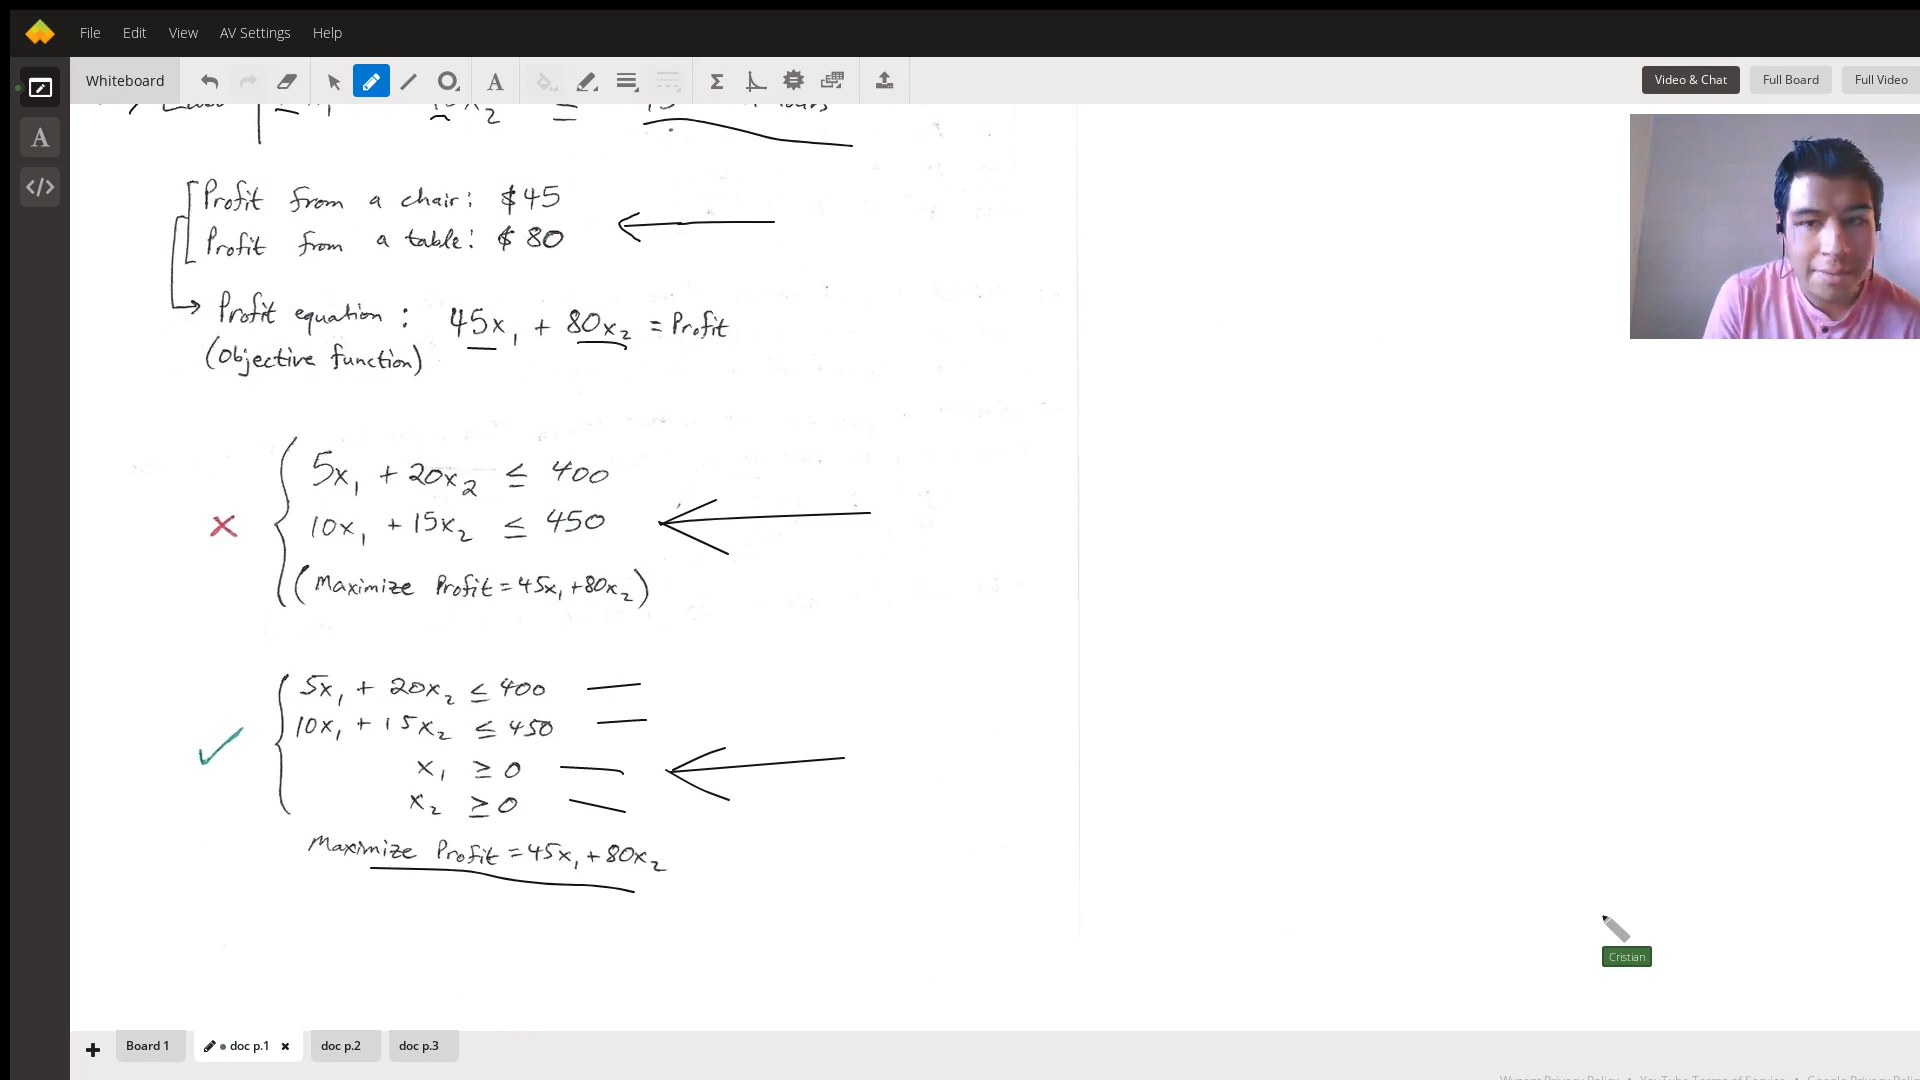 File Edit View AV Settings Help
Whiteboard
Video & Chat Full Board Full Video
x₂
Profit from a chair: $45
Profit from a table: $80
Profit equation: 45x₁ + 80x₂ = Profit
(Objective function)
5x₁ + 20x₂ ≤ 400
10x₁ + 15x₂ ≤ 450
(Maximize Profit = 45x₁ + 80x₂)
5x₁ + 20x₂ ≤ 400
10x₁ + 15x₂ ≤ 450
x₁ ≥ 0
x₂ ≥ 0
Maximize Profit = 45x₁ + 80x₂
Cristian
Board 1 doc p.1 doc p.2 doc p.3